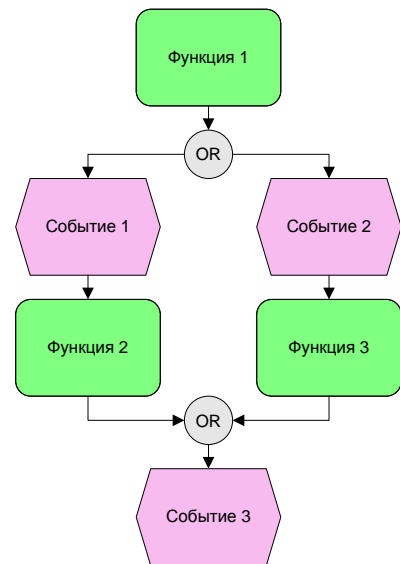 Функция 1
OR
Событие 1
Событие 2
Функция 2
Функция 3
OR
Событие 3